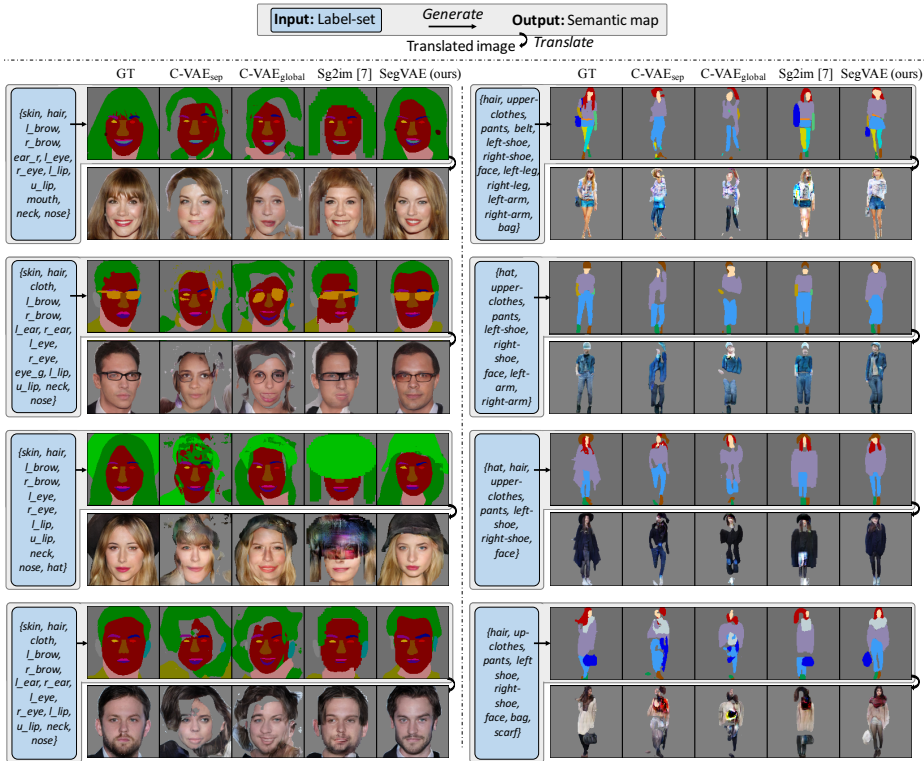 Input: Label-set
Generate
Output: Semantic map
Translated image
Translate
GT
C-VAEsep
C-VAEglobal
Sg2im [7]
SegVAE (ours)
{skin, hair,
l_brow,
r_brow,
ear_r, l_eye,
r_eye, l_lip,
u_lip,
mouth,
neck, nose}
{skin, hair,
cloth,
l_brow,
r_brow,
l_ear, r_ear,
l_eye,
r_eye,
eye_g, l_lip,
u_lip, neck,
nose}
{skin, hair,
l_brow,
r_brow,
l_eye,
r_eye,
l_lip,
u_lip,
neck,
nose, hat}
{skin, hair,
cloth,
l_brow,
r_brow,
l_ear, r_ear,
l_eye,
r_eye, l_lip,
u_lip, neck,
nose}
GT
C-VAEsep
C-VAEglobal
Sg2im [7]
SegVAE (ours)
{hair, upper-
clothes,
pants, belt,
left-shoe,
right-shoe,
face, left-leg,
right-leg,
left-arm,
right-arm,
bag}
{hat,
upper-
clothes,
pants,
left-shoe,
right-
shoe,
face, left-
arm,
right-arm}
{hat, hair,
upper-
clothes,
pants, left-
shoe,
right-shoe,
face}
{hair, up-
clothes,
pants, left
shoe,
right-
shoe,
face, bag,
scarf}